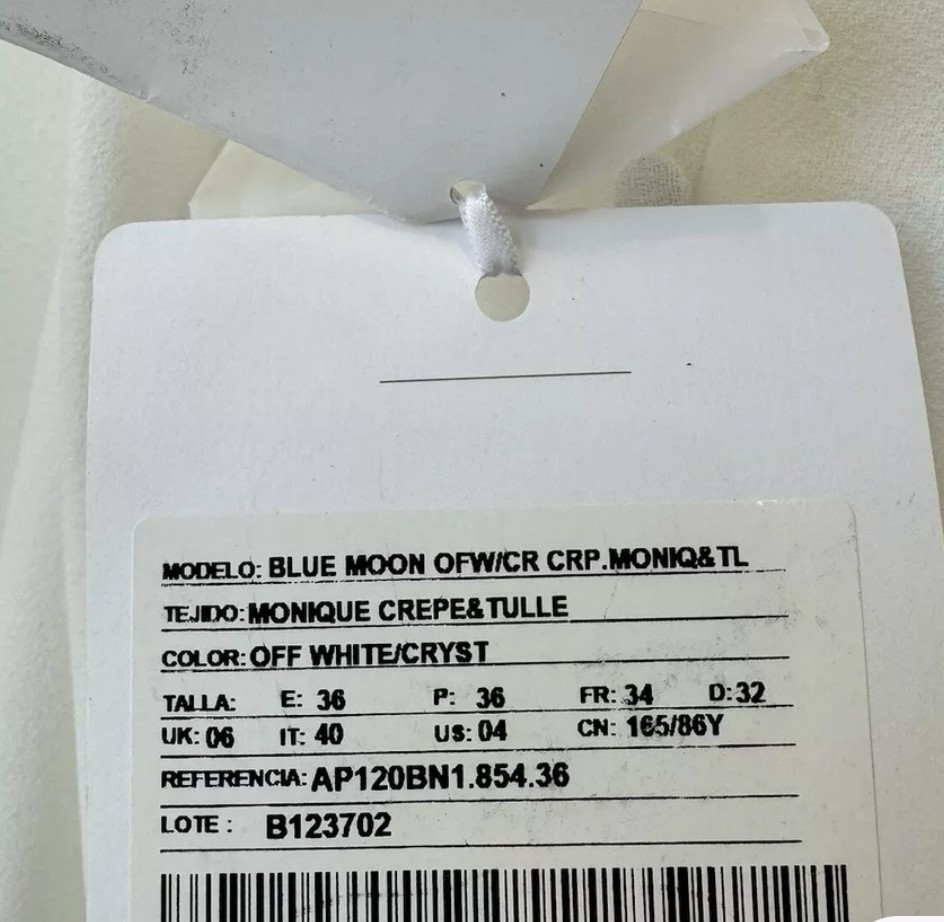 MODELO: BLUE MOON OFW/CR CRP.MONIQ&TL
TEJIDO: MONIQUE CREPE&TULLE
COLOR: OFF WHITE/CRYST
TALLA: E: 36 P: 36 FR: 34 D: 32
UK: 06 IT: 40 US: 04 CN: 165/86Y
REFERENCIA: AP120BN1.854.36
LOTE : B123702